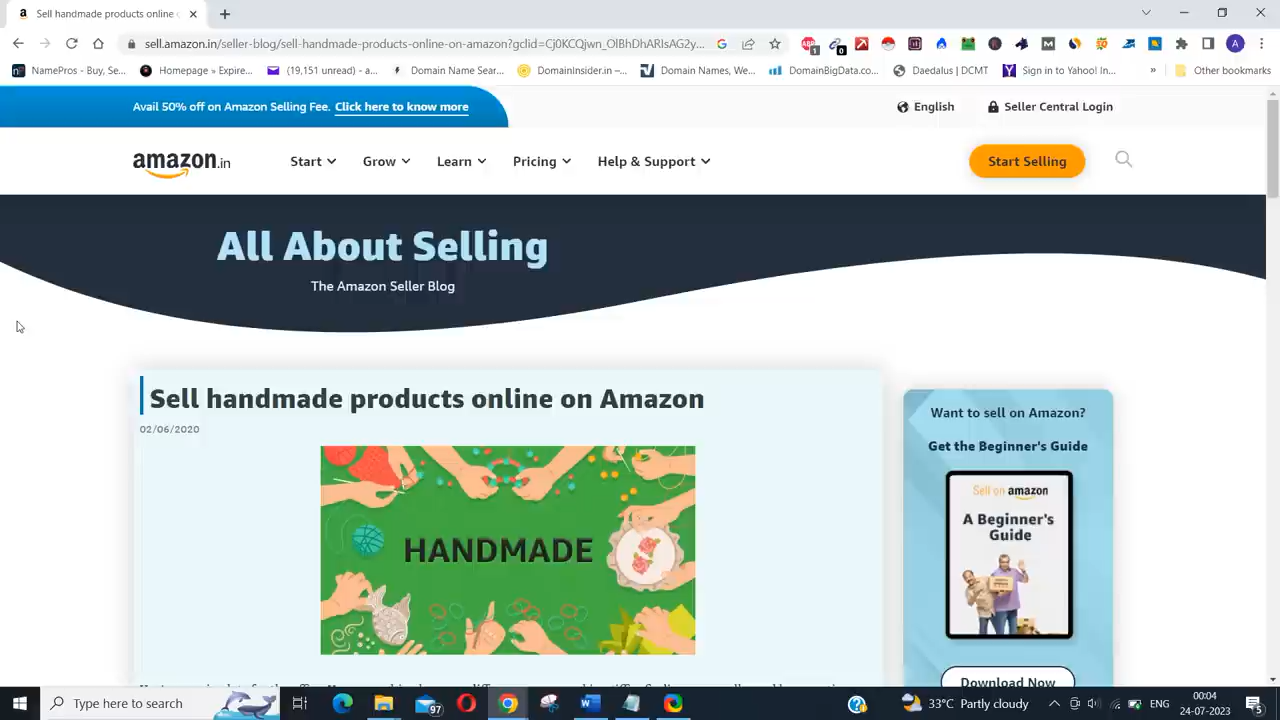 Sell handmade products online
sell.amazon.in/seller-blog/sell-handmade-products-online-on-amazon?gclid=
1
0
NamePros - Buy, Se...
Homepage » Expire...
(19,151 unread) - a...
Domain Name Sear...
DomainInsider.in –...
Domain Names, We...
DomainBigData.co...
Daedalus | DCMT
Sign in to Yahoo! In...
»
Other bookmarks
A
Avail 50% off on Amazon Selling Fee. Click here to know more
English
Seller Central Login
amazon.in
Start
Grow
Learn
Pricing
Help & Support
Start Selling
All About Selling
The Amazon Seller Blog
Sell handmade products online on Amazon
02/06/2020
HANDMADE
Want to sell on Amazon?
Get the Beginner's Guide
Sell on amazon
A Beginner's
Guide
Download Now
Type here to search
97
33°C Partly cloudy
ENG
00:04
24-07-2023
5